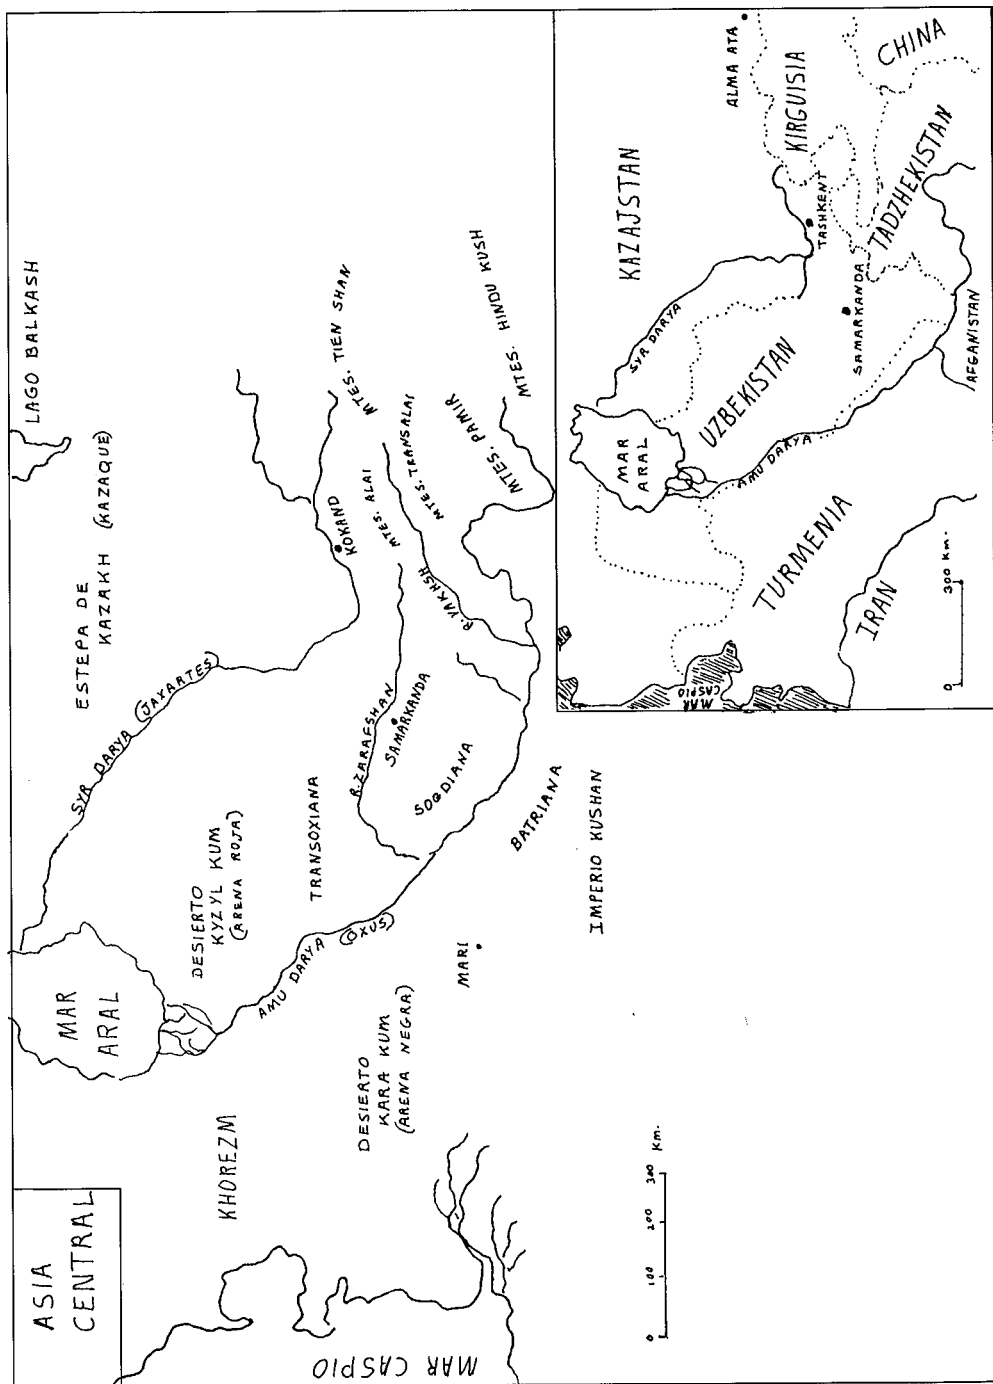 ASIA
CENTRAL
MAR CASPIO
KHOREZM
MAR
ARAL
DESIERTO
KYZYL KUM
(ARENA ROJA)
DESIERTO
KARA KUM
(ARENA NEGRA)
AMU DARYA (OXUS)
TRANSOXIANA
MARI
SYR DARYA (JAXARTES)
ESTEPA DE
KAZAKH (KAZAQUE)
LAGO BALKASH
R. ZARAFSHAN
SAMARKANDA
SOGDIANA
BATRIANA
IMPERIO KUSHAN
KOKAND
MTES. TIEN SHAN
MTES. ALAI
MTES. TRANSALAI
R. VAKHSH
MTES. PAMIR
MTES. HINDU KUSH
0 100 200 300 Km.
MAR
CASPIO
MAR
ARAL
SYR DARYA
KAZAJSTAN
ALMA ATA
KIRGUISIA
CHINA
TASHKENT
UZBEKISTAN
SAMARKANDA
TADZHEKISTAN
AMU DARYA
TURMENIA
AFGANISTAN
IRAN
0 300 Km.